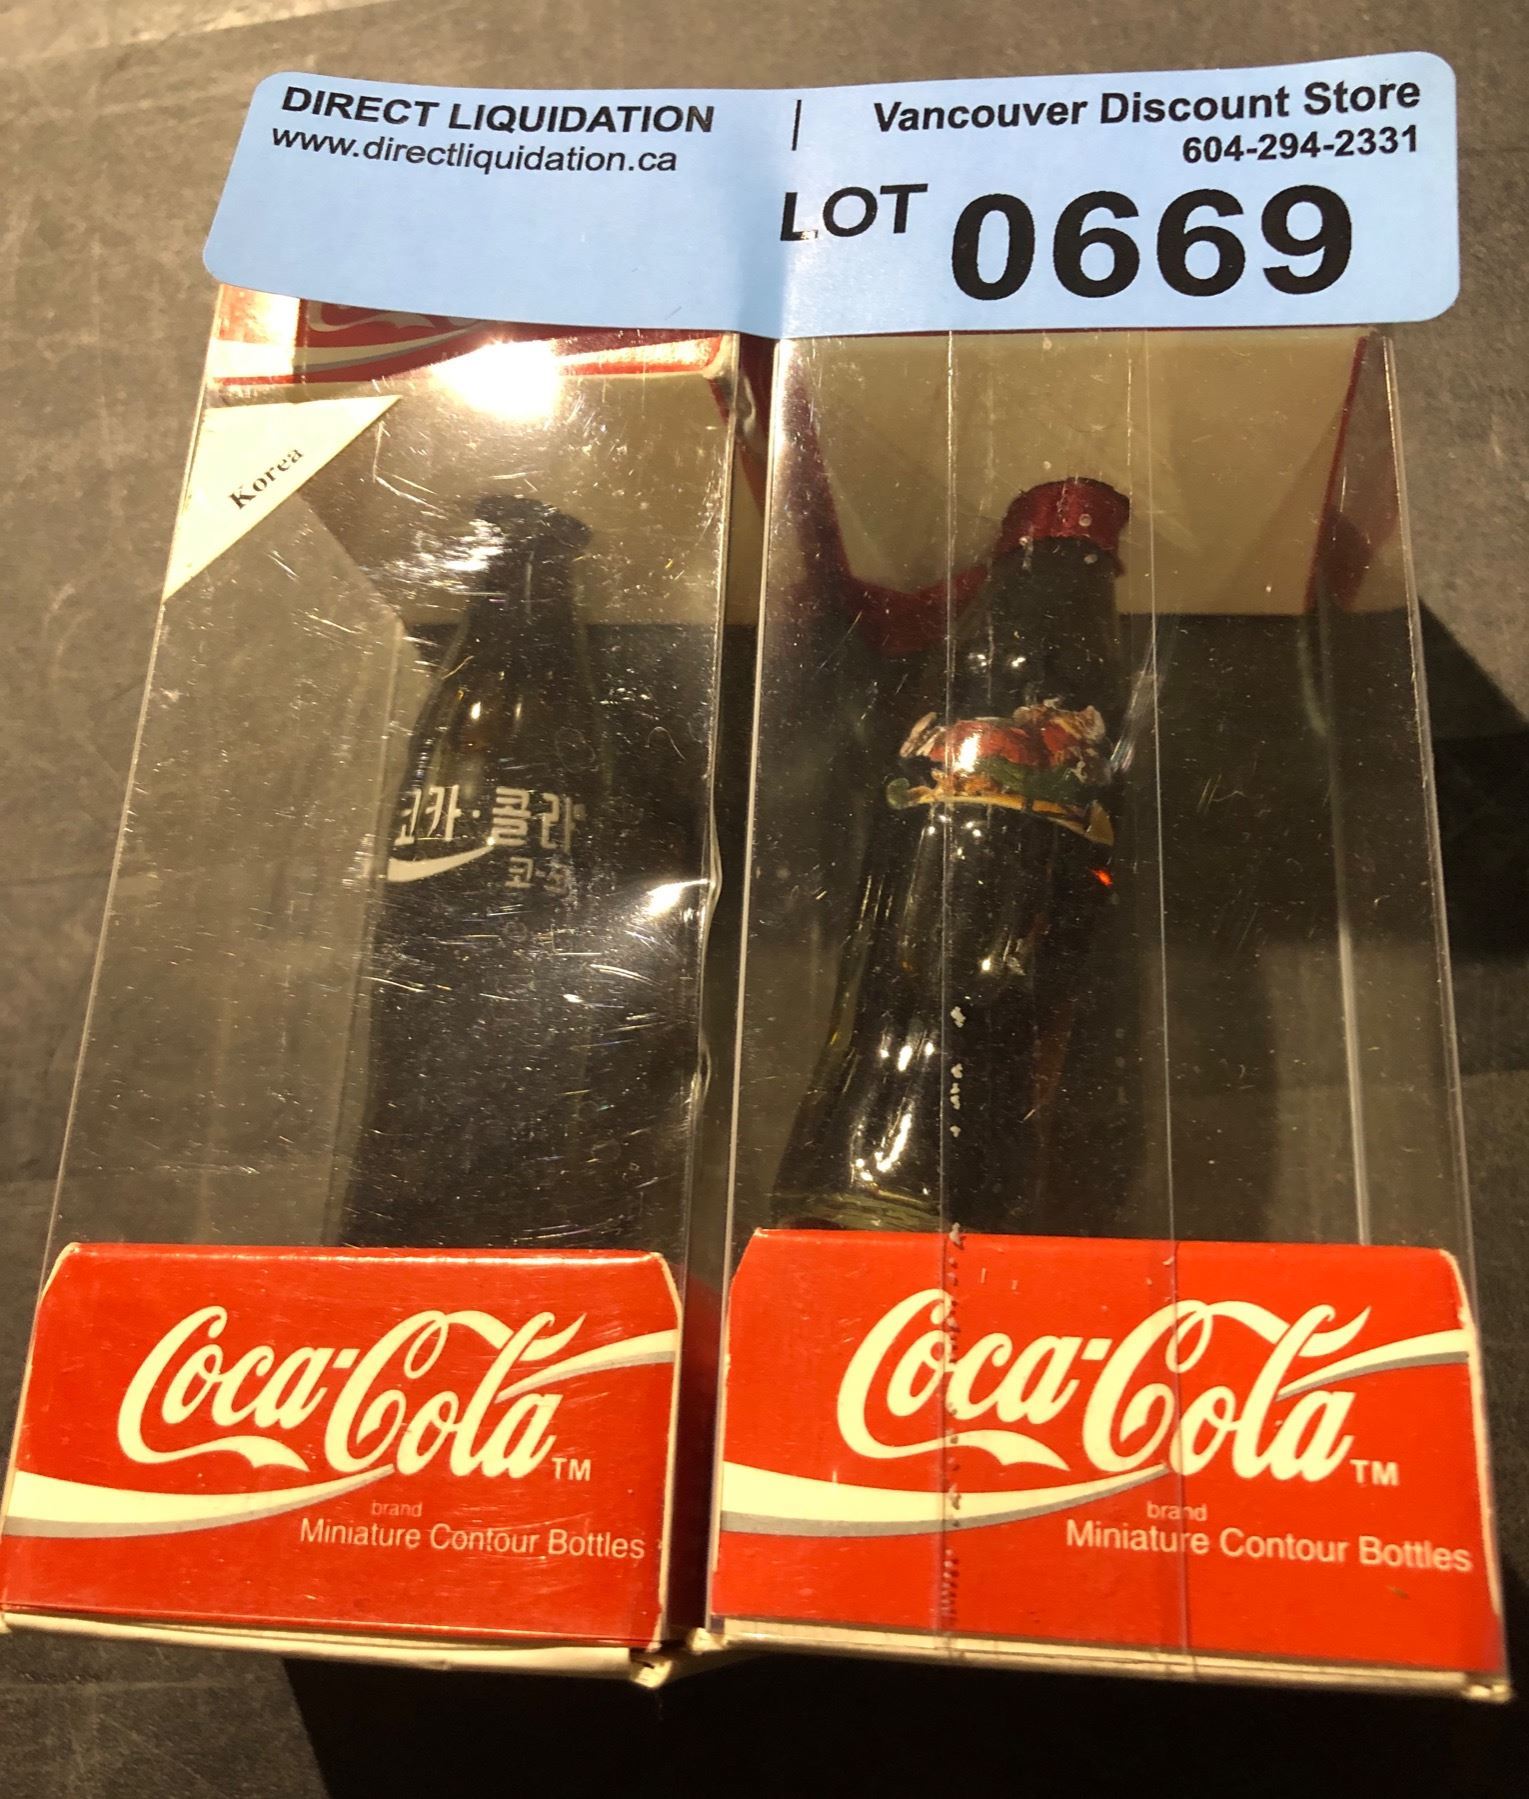 DIRECT LIQUIDATION | Vancouver Discount Store
www.directliquidation.ca 604-294-2331
LOT 0669
Korea
코카·콜라
Coca-Cola TM
brand
Miniature Contour Bottles
Coca-Cola TM
brand
Miniature Contour Bottles